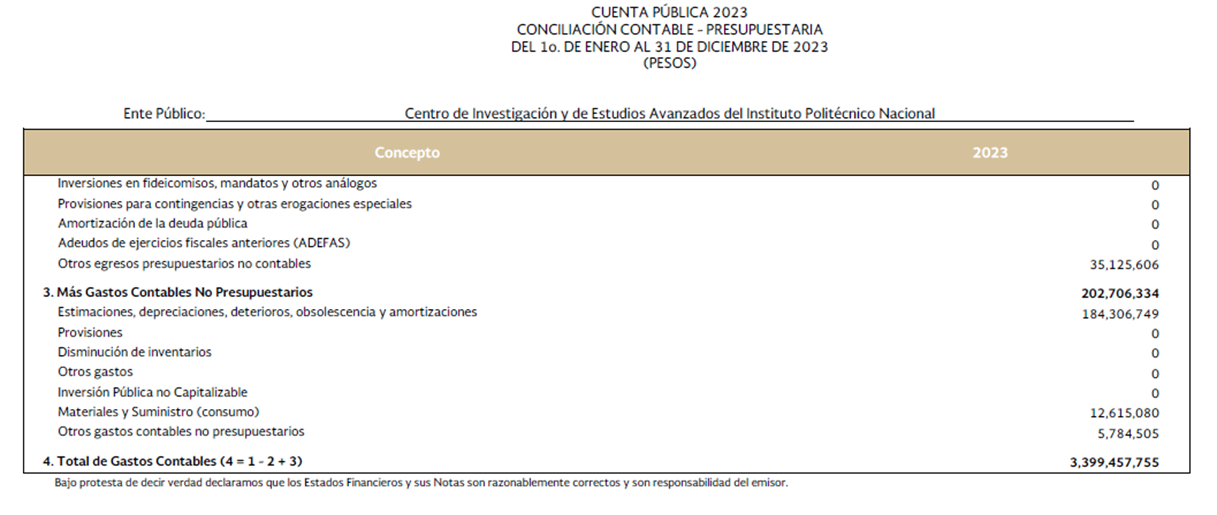 CUENTA PÚBLICA 2023
CONCILIACIÓN CONTABLE - PRESUPUESTARIA
DEL 1o. DE ENERO AL 31 DE DICIEMBRE DE 2023
(PESOS)
Ente Público: Centro de Investigación y de Estudios Avanzados del Instituto Politécnico Nacional
Concepto 2023
Inversiones en fideicomisos, mandatos y otros análogos 0
Provisiones para contingencias y otras erogaciones especiales 0
Amortización de la deuda pública 0
Adeudos de ejercicios fiscales anteriores (ADEFAS) 0
Otros egresos presupuestarios no contables 35,125,606
3. Más Gastos Contables No Presupuestarios 202,706,334
Estimaciones, depreciaciones, deterioros, obsolescencia y amortizaciones 184,306,749
Provisiones 0
Disminución de inventarios 0
Otros gastos 0
Inversión Pública no Capitalizable 0
Materiales y Suministro (consumo) 12,615,080
Otros gastos contables no presupuestarios 5,784,505
4. Total de Gastos Contables (4 = 1 - 2 + 3) 3,399,457,755
Bajo protesta de decir verdad declaramos que los Estados Financieros y sus Notas son razonablemente correctos y son responsabilidad del emisor.